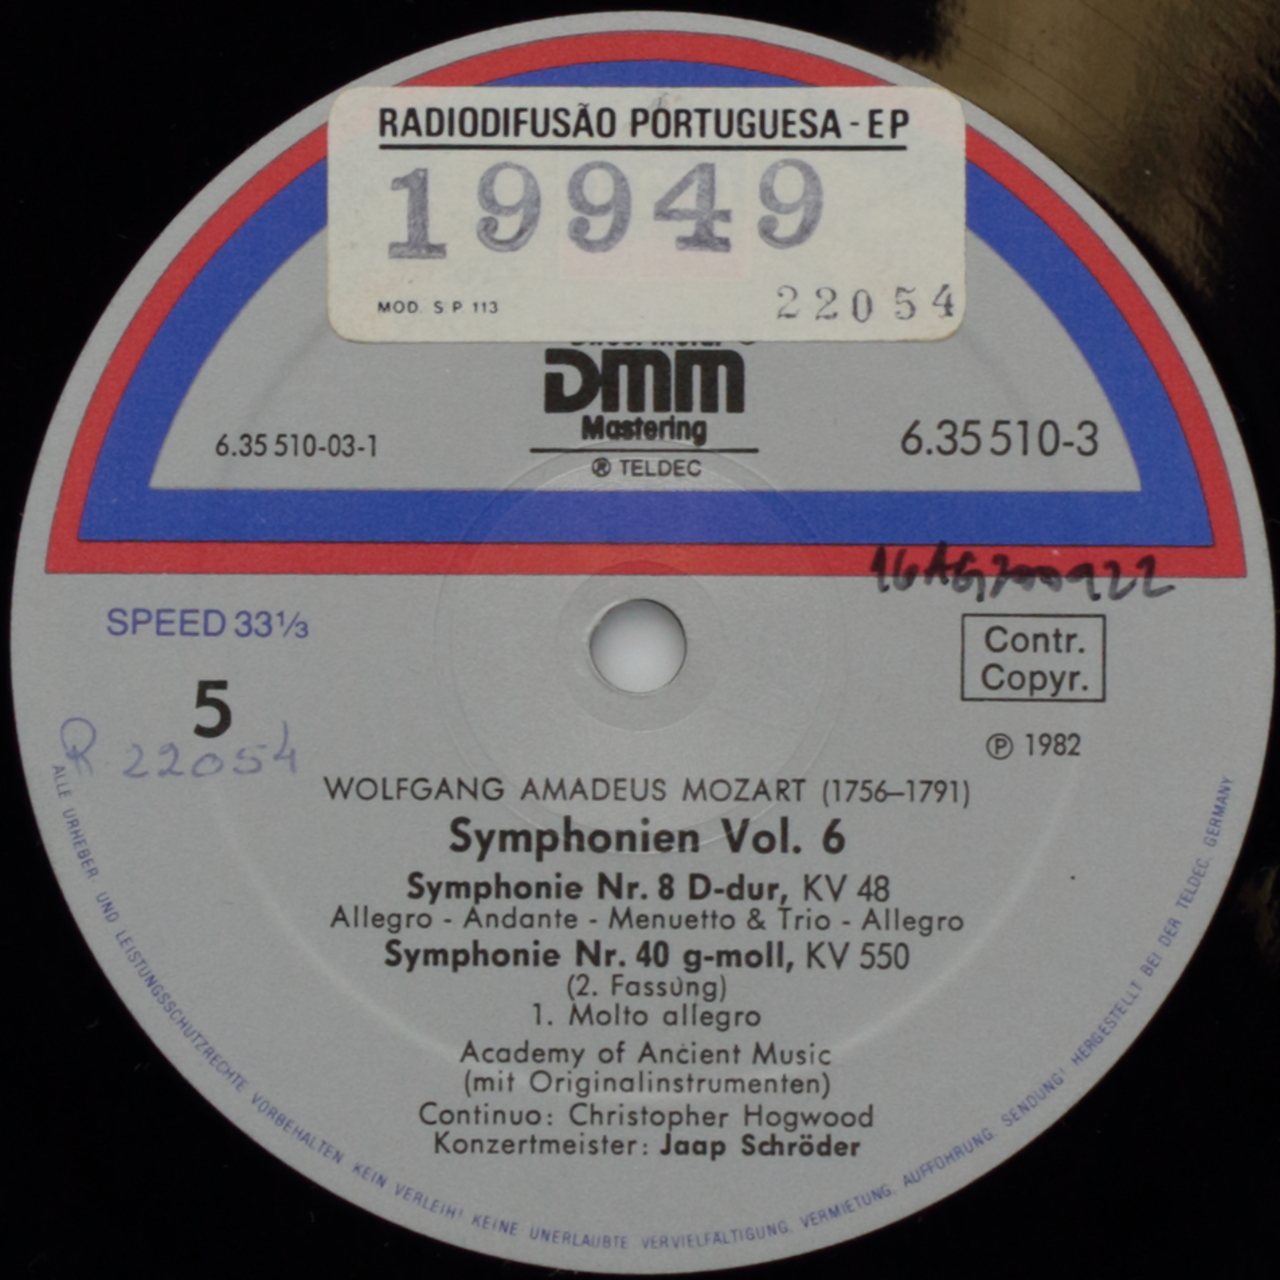 RADIODIFUSÃO PORTUGUESA - EP
19949
MOD. S P 113
22054
DMM
Mastering
® TELDEC
6.35 510-03-1
6.35 510-3
SPEED 33⅓
5
R 22054
Contr.
Copyr.
℗ 1982
WOLFGANG AMADEUS MOZART (1756–1791)
Symphonien Vol. 6
Symphonie Nr. 8 D-dur, KV 48
Allegro - Andante - Menuetto & Trio - Allegro
Symphonie Nr. 40 g-moll, KV 550
(2. Fassung)
1. Molto allegro
Academy of Ancient Music
(mit Originalinstrumenten)
Continuo: Christopher Hogwood
Konzertmeister: Jaap Schröder
ALLE URHEBER- UND LEISTUNGSSCHUTZRECHTE VORBEHALTEN. KEIN VERLEIH! KEINE UNERLAUBTE VERVIELFÄLTIGUNG, VERMIETUNG, AUFFÜHRUNG, SENDUNG! HERGESTELLT BEI DER TELDEC, GERMANY